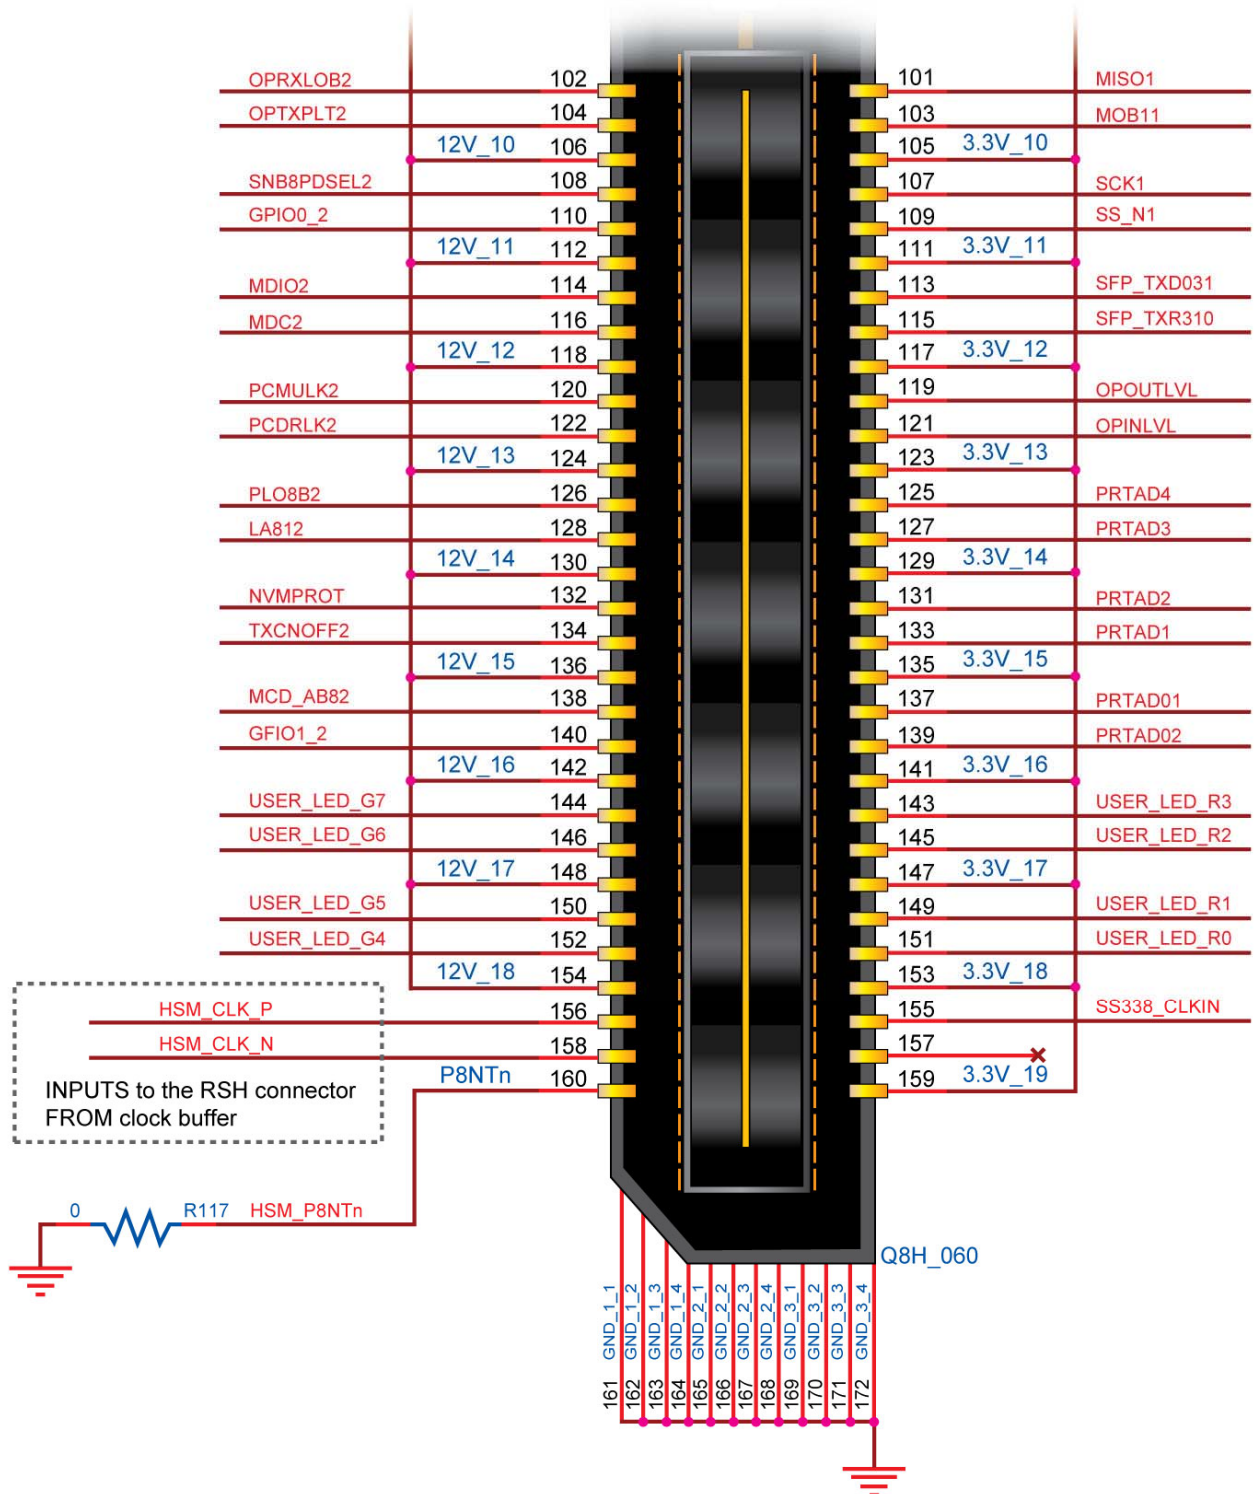 OPRXLOB2 102 101 MISO1
OPTXPLT2 104 103 MOB11
12V_10 106 105 3.3V_10
SNB8PDSEL2 108 107 SCK1
GPIO0_2 110 109 SS_N1
12V_11 112 111 3.3V_11
MDIO2 114 113 SFP_TXD031
MDC2 116 115 SFP_TXR310
12V_12 118 117 3.3V_12
PCMULK2 120 119 OPOUTLVL
PCDRLK2 122 121 OPINLVL
12V_13 124 123 3.3V_13
PLO8B2 126 125 PRTAD4
LA812 128 127 PRTAD3
12V_14 130 129 3.3V_14
NVMPROT 132 131 PRTAD2
TXCNOFF2 134 133 PRTAD1
12V_15 136 135 3.3V_15
MCD_AB82 138 137 PRTAD01
GFIO1_2 140 139 PRTAD02
12V_16 142 141 3.3V_16
USER_LED_G7 144 143 USER_LED_R3
USER_LED_G6 146 145 USER_LED_R2
12V_17 148 147 3.3V_17
USER_LED_G5 150 149 USER_LED_R1
USER_LED_G4 152 151 USER_LED_R0
12V_18 154 153 3.3V_18
HSM_CLK_P 156 155 SS338_CLKIN
HSM_CLK_N 158 157
P8NTn 160 159 3.3V_19
INPUTS to the RSH connector
FROM clock buffer
0 R117 HSM_P8NTn
Q8H_060
GND_1_1 161
GND_1_2 162
GND_1_3 163
GND_1_4 164
GND_2_1 165
GND_2_2 166
GND_2_3 167
GND_2_4 168
GND_3_1 169
GND_3_2 170
GND_3_3 171
GND_3_4 172